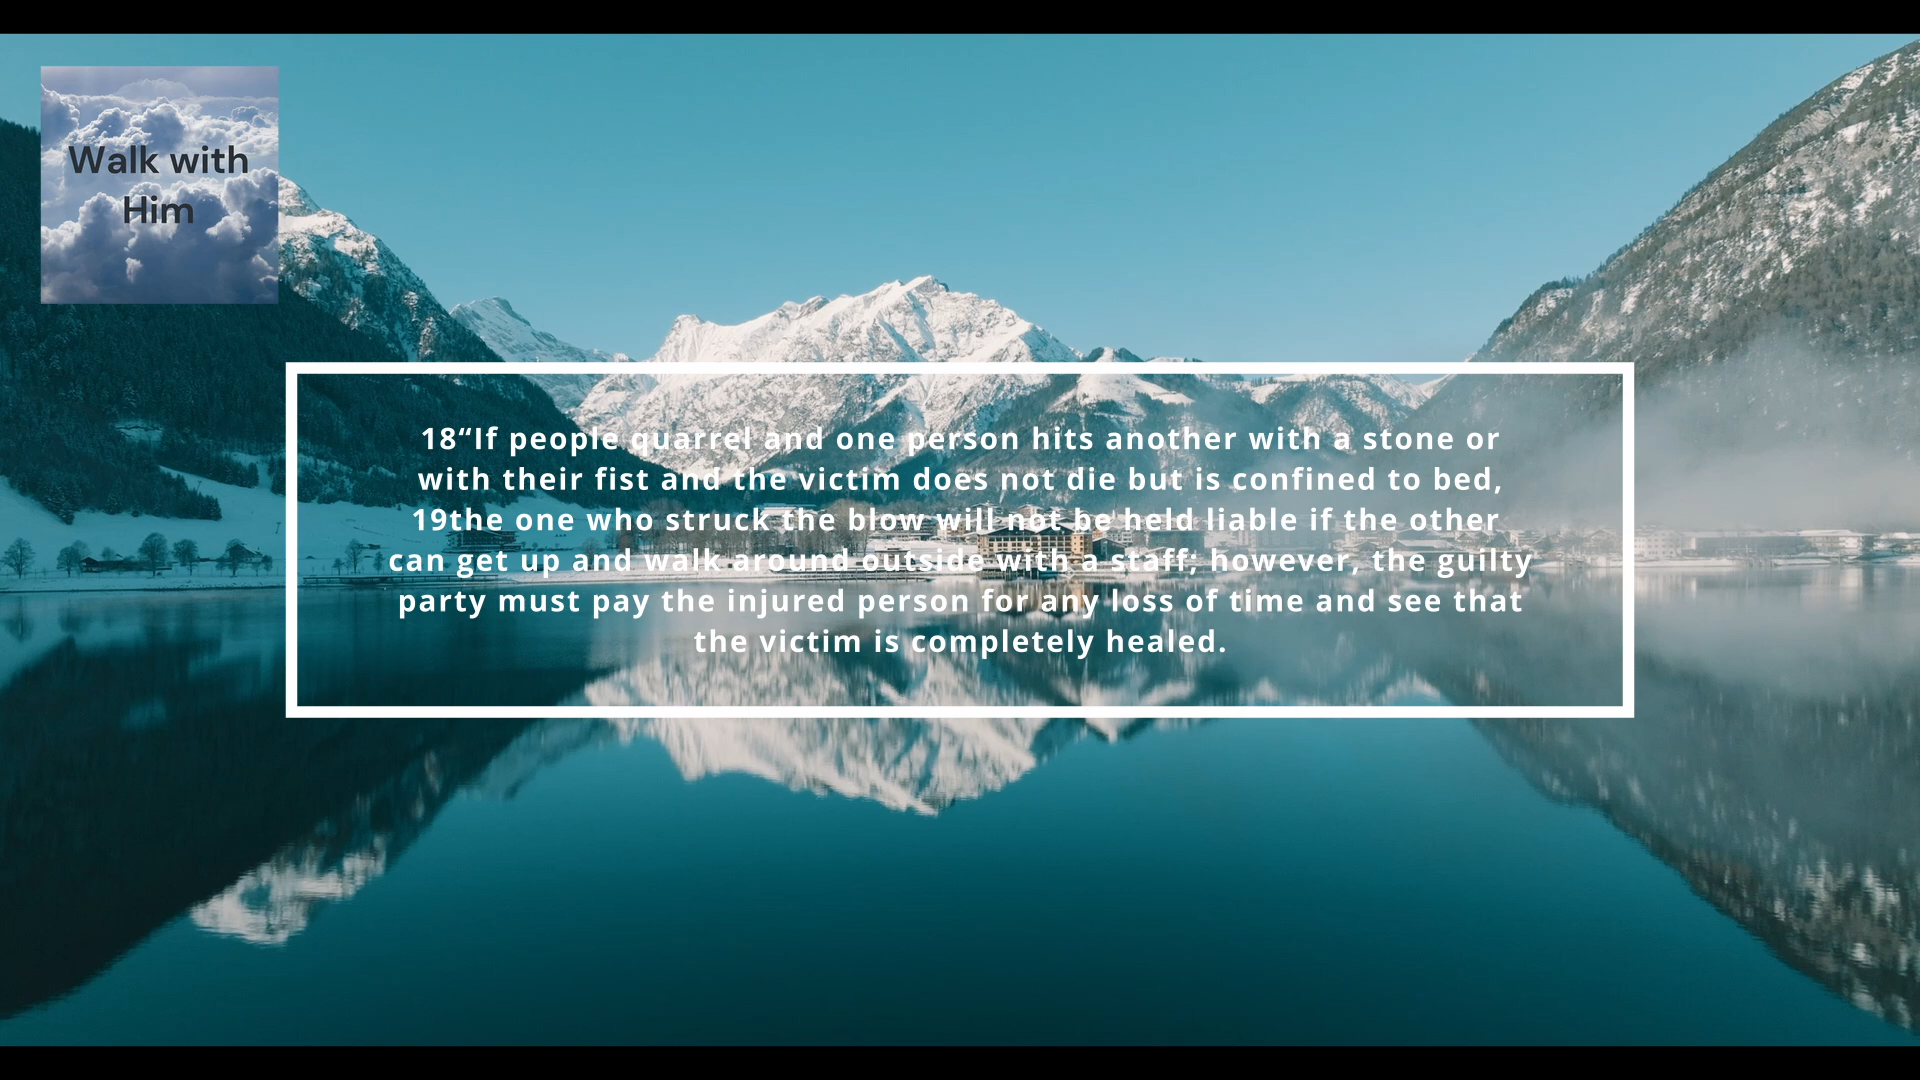 Walk with
Him
18“If people quarrel and one person hits another with a stone or
with their fist and the victim does not die but is confined to bed,
19the one who struck the blow will not be held liable if the other
can get up and walk around outside with a staff; however, the guilty
party must pay the injured person for any loss of time and see that
the victim is completely healed.